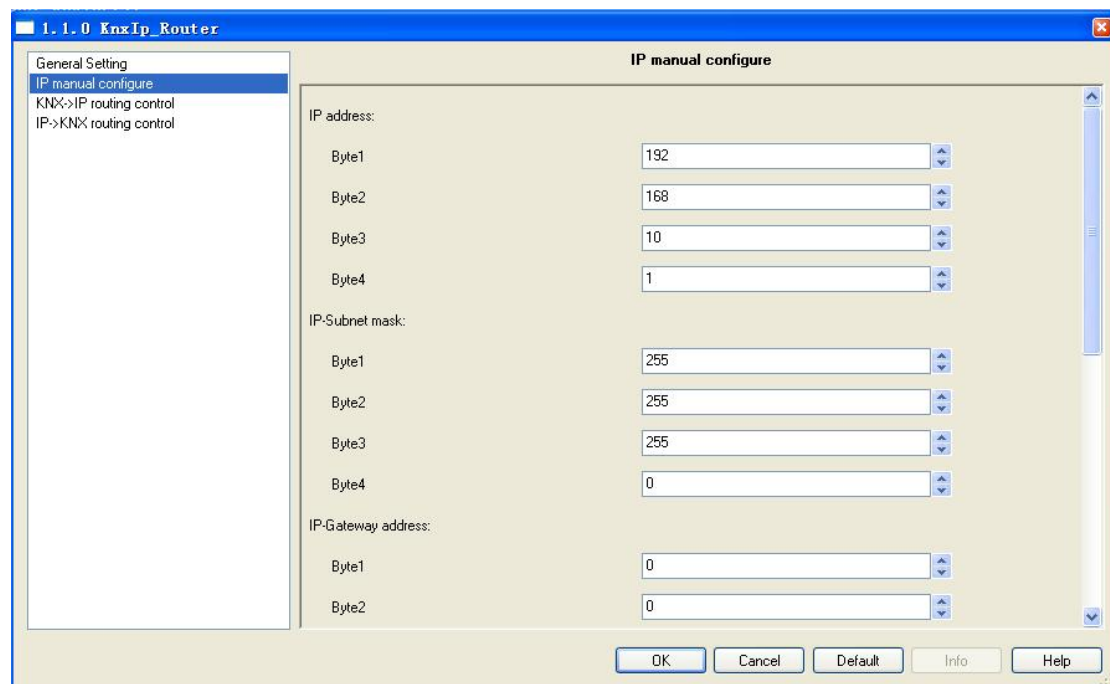 1.1.0 KnxIp_Router
General Setting
IP manual configure
KNX->IP routing control
IP->KNX routing control
IP manual configure
IP address:
Byte1 192
Byte2 168
Byte3 10
Byte4 1
IP-Subnet mask:
Byte1 255
Byte2 255
Byte3 255
Byte4 0
IP-Gateway address:
Byte1 0
Byte2 0
OK Cancel Default Info Help